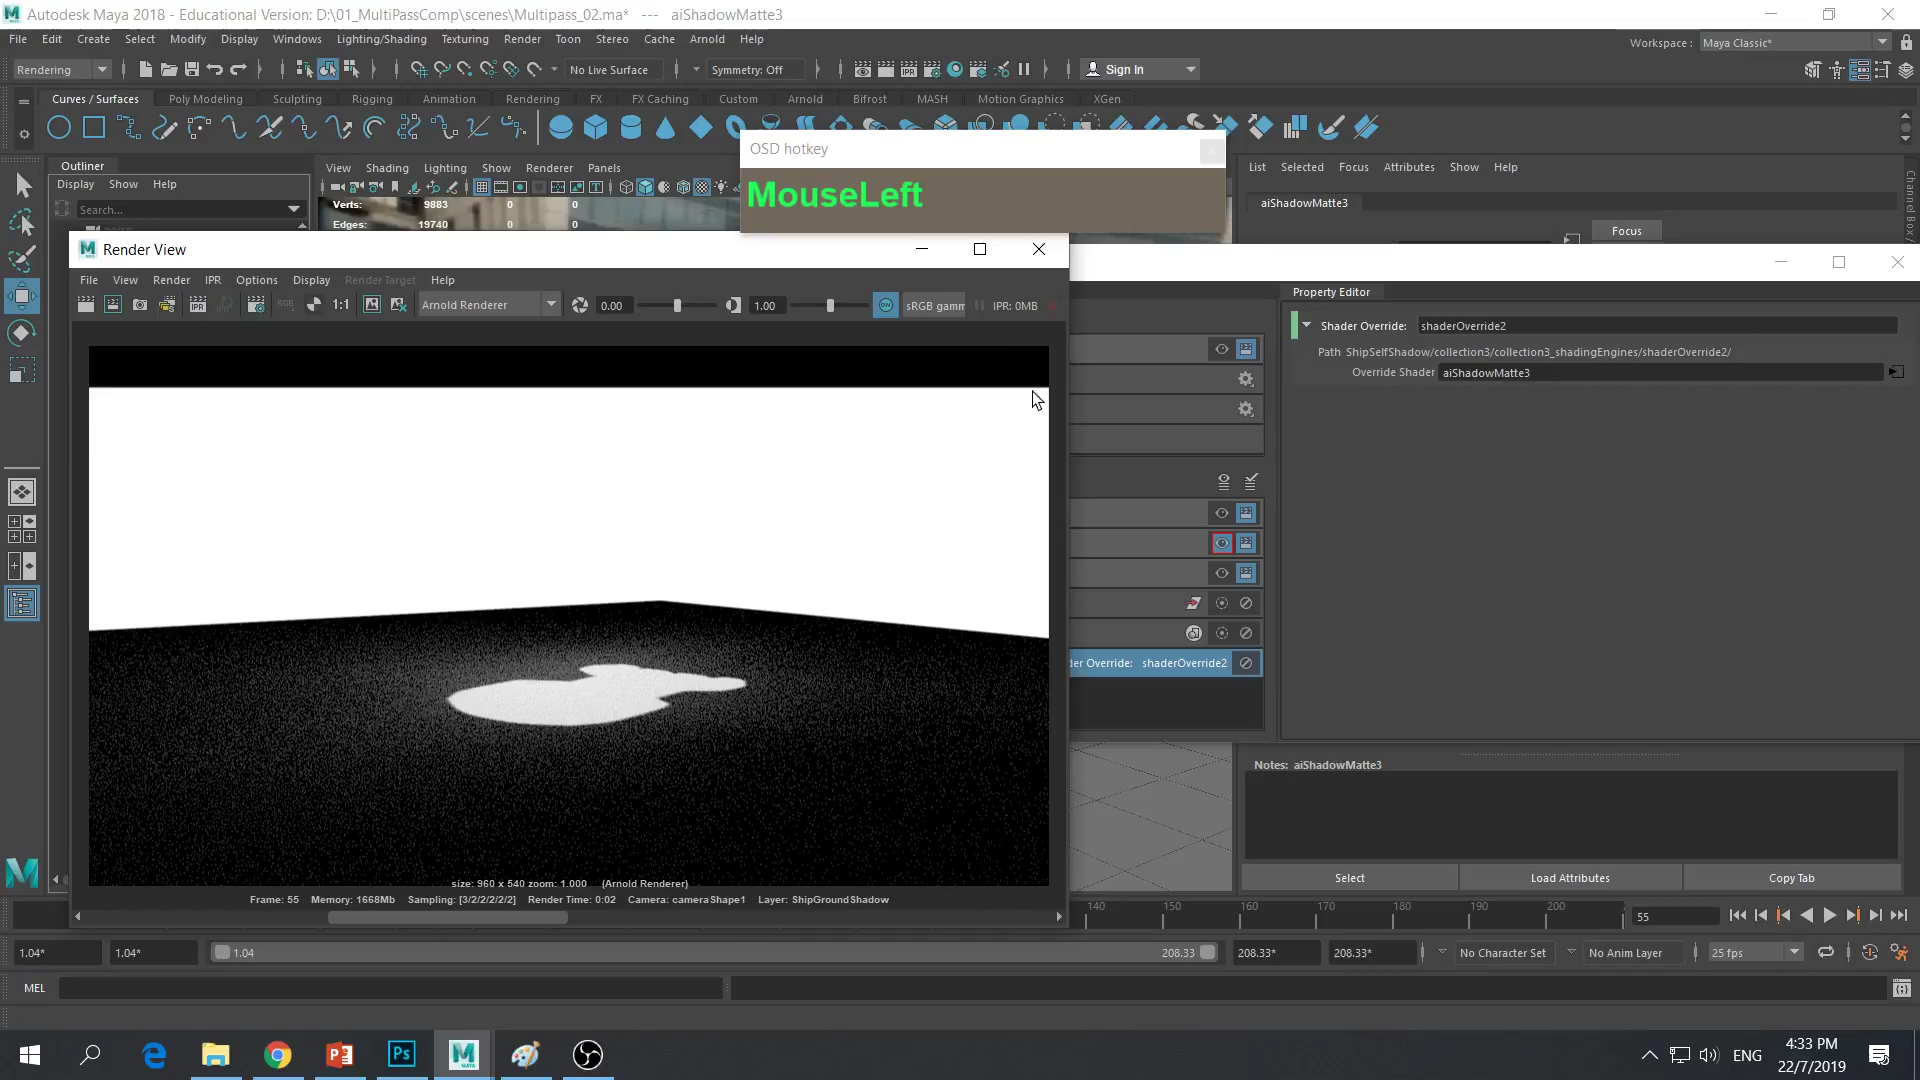 Autodesk Maya 2018 - Educational Version: D:\01_MultiPassComp\scenes\Multipass_02.ma* --- aiShadowMatte3
File Edit Create Select Modify Display Windows Lighting/Shading Texturing Render Toon Stereo Cache Arnold Help
Workspace : Maya Classic*
Rendering No Live Surface Symmetry: Off Sign In
Curves / Surfaces Poly Modeling Sculpting Rigging Animation Rendering FX FX Caching Custom Arnold Bifrost MASH Motion Graphics XGen
OSD hotkey
MouseLeft
Outliner
Display Show Help
Search...
View Shading Lighting Show Renderer Panels
Verts: 9883 0 0
Edges: 19740 0 0
List Selected Focus Attributes Show Help
aiShadowMatte3
Focus
Channel Box /
Render View
File View Render IPR Options Display Render Target Help
RGB 1:1 Arnold Renderer 0.00 1.00 ON sRGB gamm IPR: 0MB
size: 960 x 540 zoom: 1.000 (Arnold Renderer)
Frame: 55 Memory: 1668Mb Sampling: [3/2/2/2/2/2] Render Time: 0:02 Camera: cameraShape1 Layer: ShipGroundShadow
Property Editor
Shader Override: shaderOverride2
Path ShipSelfShadow/collection3/collection3_shadingEngines/shaderOverride2/
Override Shader aiShadowMatte3
der Override: shaderOverride2
Notes: aiShadowMatte3
Select Load Attributes Copy Tab
140 150 160 170 180 190 200
55
1.04* 1.04* 1.04 208.33 208.33* 208.33* No Character Set No Anim Layer 25 fps
MEL
ENG
4:33 PM
22/7/2019